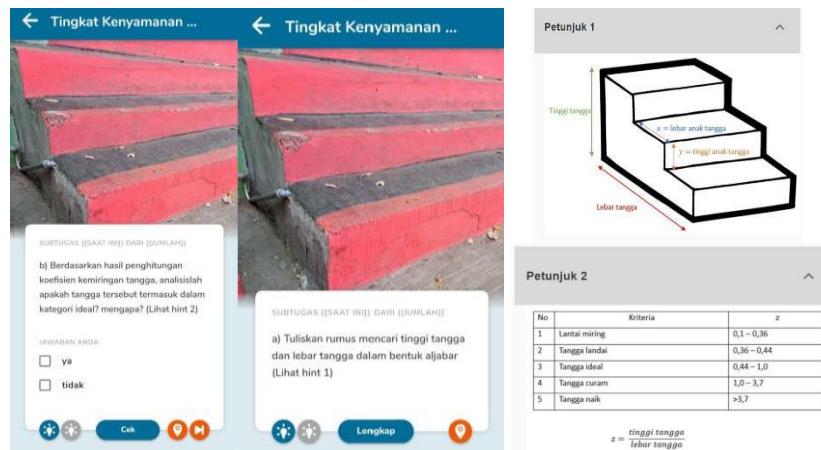 Tingkat Kenyamanan ...
SUBTUGAS {{SAAT INI}} DARI {{JUMLAH}}
b) Berdasarkan hasil penghitungan
koefisien kemiringan tangga, analisislah
apakah tangga tersebut termasuk dalam
kategori ideal? mengapa? (Lihat hint 2)
JAWABAN ANDA
ya
tidak
Cek
Tingkat Kenyamanan ...
SUBTUGAS {{SAAT INI}} DARI {{JUMLAH}}
a) Tuliskan rumus mencari tinggi tangga
dan lebar tangga dalam bentuk aljabar
(Lihat hint 1)
Lengkap
Petunjuk 1
Tinggi tangga
x = lebar anak tangga
y = tinggi anak tangga
Lebar tangga
Petunjuk 2
No Kriteria z
1 Lantai miring 0,1 – 0,36
2 Tangga landai 0,36 – 0,44
3 Tangga ideal 0,44 – 1,0
4 Tangga curam 1,0 – 3,7
5 Tangga naik >3,7
z = tinggi tangga
lebar tangga